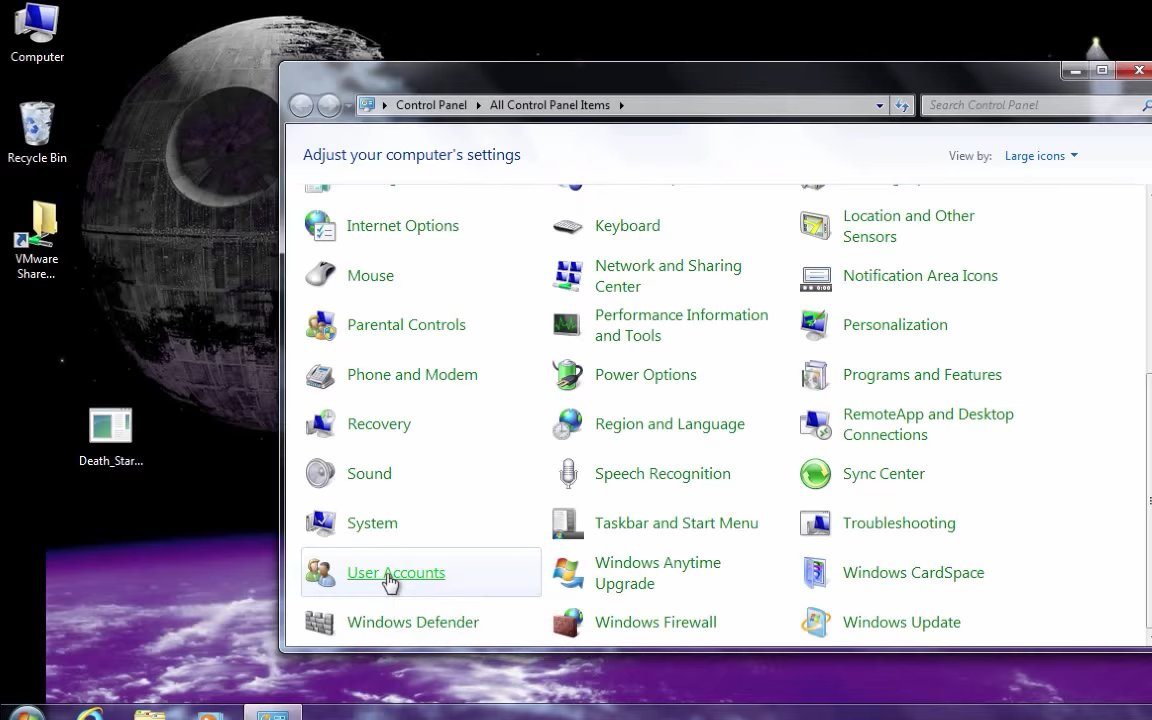 Computer
Recycle Bin
VMware
Share...
Death_Star...
Control Panel
All Control Panel Items
Search Control Panel
Adjust your computer's settings
View by:
Large icons
Internet Options
Keyboard
Location and Other
Sensors
Mouse
Network and Sharing
Center
Notification Area Icons
Parental Controls
Performance Information
and Tools
Personalization
Phone and Modem
Power Options
Programs and Features
Recovery
Region and Language
RemoteApp and Desktop
Connections
Sound
Speech Recognition
Sync Center
System
Taskbar and Start Menu
Troubleshooting
User Accounts
Windows Anytime
Upgrade
Windows CardSpace
Windows Defender
Windows Firewall
Windows Update